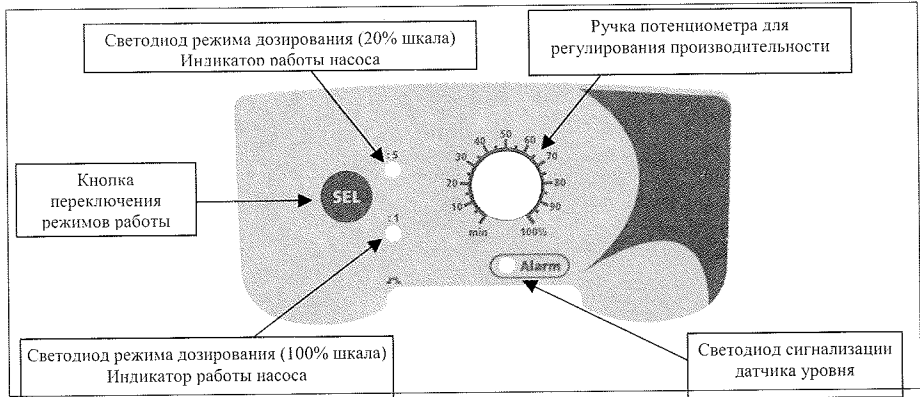 Светодиод режима дозирования (20% шкала)
Индикатор работы насоса
Ручка потенциометра для
регулирования производительности
Кнопка
переключения
режимов работы
SEL
:5
:1
min
10
20
30
40
50
60
70
80
90
100%
Alarm
Светодиод режима дозирования (100% шкала)
Индикатор работы насоса
Светодиод сигнализации
датчика уровня